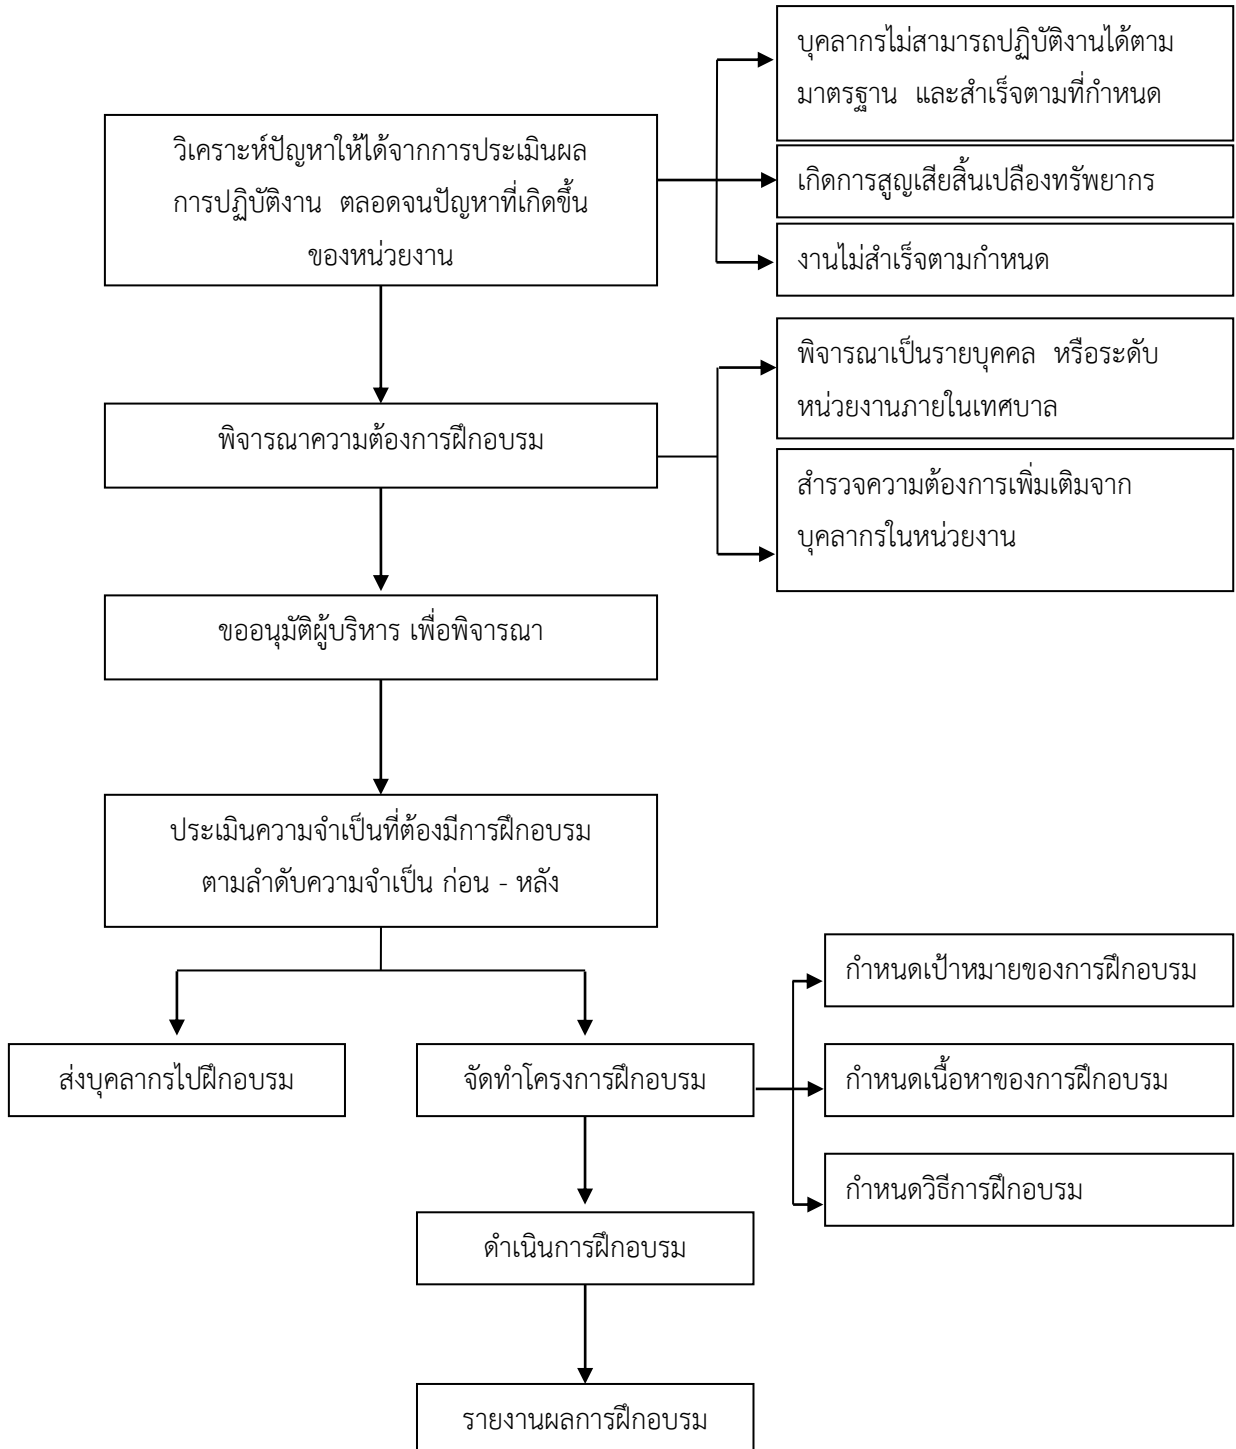 บุคลากรไม่สามารถปฏิบัติงานได้ตาม
มาตรฐาน และสำเร็จตามที่กำหนด
วิเคราะห์ปัญหาให้ได้จากการประเมินผล
การปฏิบัติงาน ตลอดจนปัญหาที่เกิดขึ้น
ของหน่วยงาน
เกิดการสูญเสียสิ้นเปลืองทรัพยากร
งานไม่สำเร็จตามกำหนด
พิจารณาเป็นรายบุคคล หรือระดับ
หน่วยงานภายในเทศบาล
พิจารณาความต้องการฝึกอบรม
สำรวจความต้องการเพิ่มเติมจาก
บุคลากรในหน่วยงาน
ขออนุมัติผู้บริหาร เพื่อพิจารณา
ประเมินความจำเป็นที่ต้องมีการฝึกอบรม
ตามลำดับความจำเป็น ก่อน - หลัง
กำหนดเป้าหมายของการฝึกอบรม
ส่งบุคลากรไปฝึกอบรม
จัดทำโครงการฝึกอบรม
กำหนดเนื้อหาของการฝึกอบรม
กำหนดวิธีการฝึกอบรม
ดำเนินการฝึกอบรม
รายงานผลการฝึกอบรม